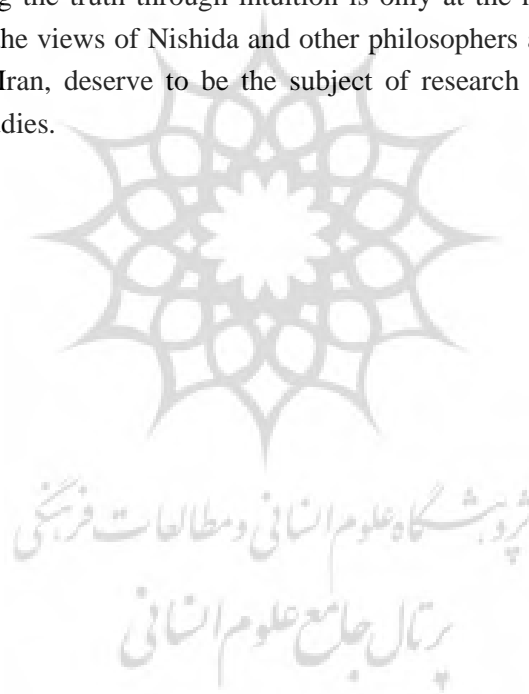 g the truth through intuition is only at the
he views of Nishida and other philosophers
Iran, deserve to be the subject of research
dies.
پژوهشگاه علوم انسانی و مطالعات فرهنگی
پرتال جامع علوم انسانی